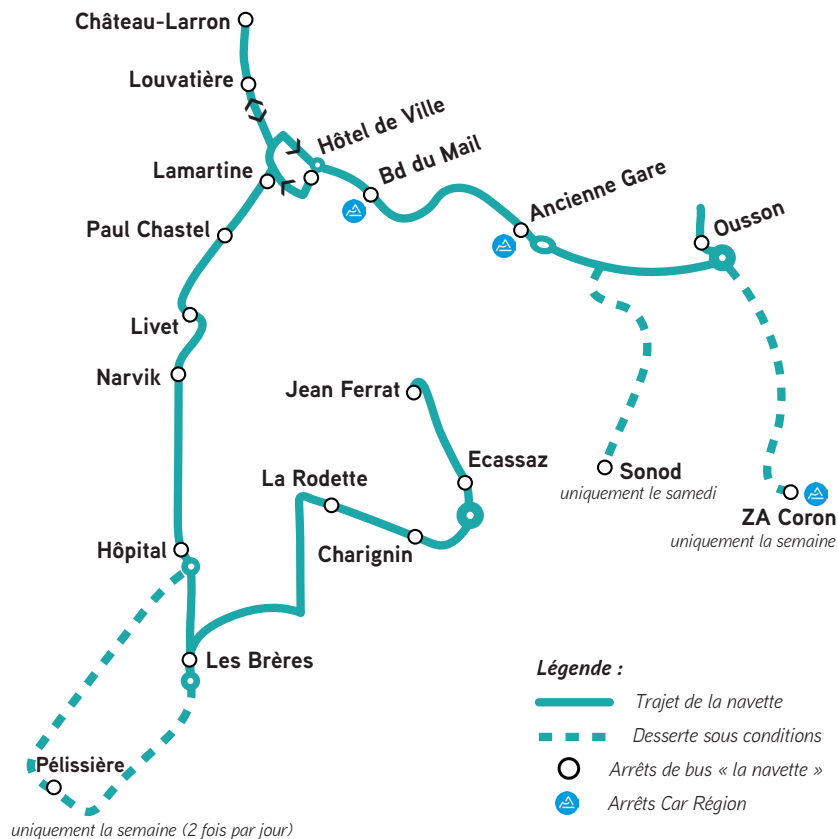 Château-Larron
Louvatière
Hôtel de Ville
Lamartine
Bd du Mail
Ancienne Gare
Ousson
Paul Chastel
Livet
Narvik
Jean Ferrat
Ecassaz
La Rodette
Sonod
uniquement le samedi
ZA Coron
uniquement la semaine
Charignin
Hôpital
Les Brères
Pélissière
uniquement la semaine (2 fois par jour)
Légende :
Trajet de la navette
Desserte sous conditions
Arrêts de bus « la navette »
Arrêts Car Région